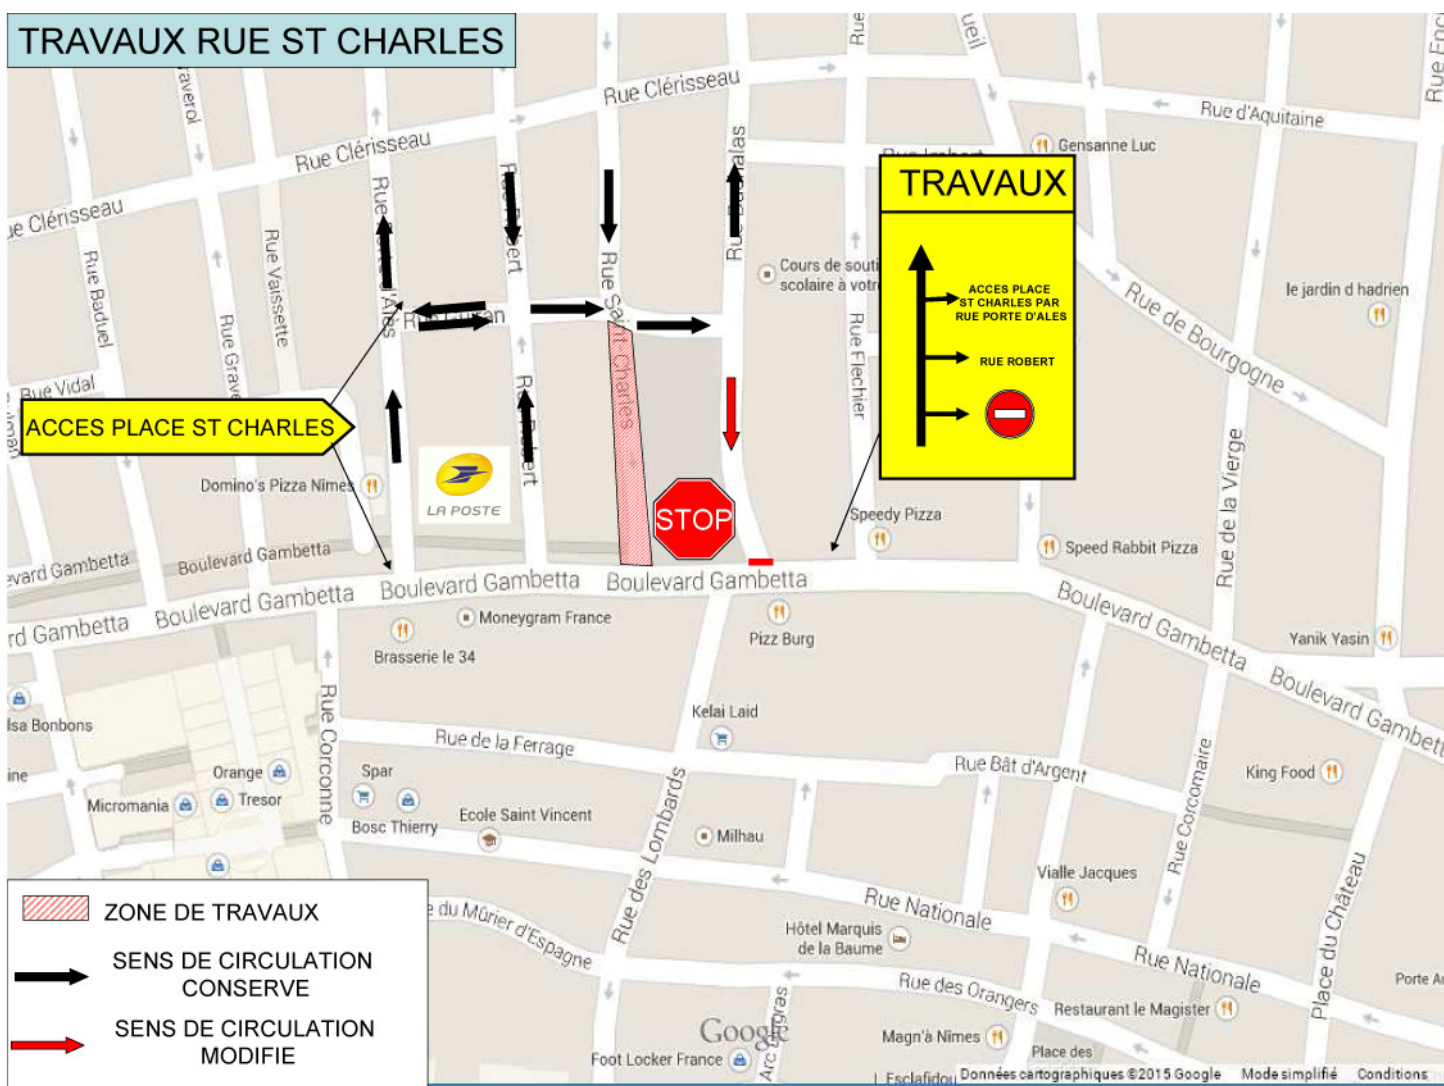 TRAVAUX RUE ST CHARLES
Rue Clérisseau
Rue Clérisseau
Rue d'Aquitaine
Gensanne Luc
TRAVAUX
ACCES PLACE
ST CHARLES PAR
RUE PORTE D'ALES
RUE ROBERT
Cours de souti
scolaire à votr
le jardin d hadrien
Rue de Bourgogne
Rue Baduel
Rue Vaissette
Rue Saint-Charles
Rue Flechier
Rue Vidal
ACCES PLACE ST CHARLES
Domino's Pizza Nîmes
LA POSTE
STOP
Speedy Pizza
Speed Rabbit Pizza
Rue de la Vierge
Boulevard Gambetta
Boulevard Gambetta
Boulevard Gambetta
Boulevard Gambetta
Boulevard Gambetta
Boulevard Gambetta
evard Gambetta
rd Gambetta
Moneygram France
Brasserie le 34
Pizz Burg
Yanik Yasin
lsa Bonbons
Rue Corconne
Kelai Laid
Rue de la Ferrage
Rue Bât d'Argent
Rue Corcomaire
King Food
Orange
Tresor
Micromania
Spar
Bosc Thierry
Ecole Saint Vincent
Rue des Lombards
Milhau
Vialle Jacques
Place du Château
Rue Nationale
Rue Nationale
e du Mûrier d'Espagne
Hôtel Marquis
de la Baume
Rue des Orangers
Restaurant le Magister
Magn'à Nîmes
Place des
Foot Locker France
Google
ZONE DE TRAVAUX
SENS DE CIRCULATION
CONSERVE
SENS DE CIRCULATION
MODIFIE
Données cartographiques ©2015 Google Mode simplifié Conditions